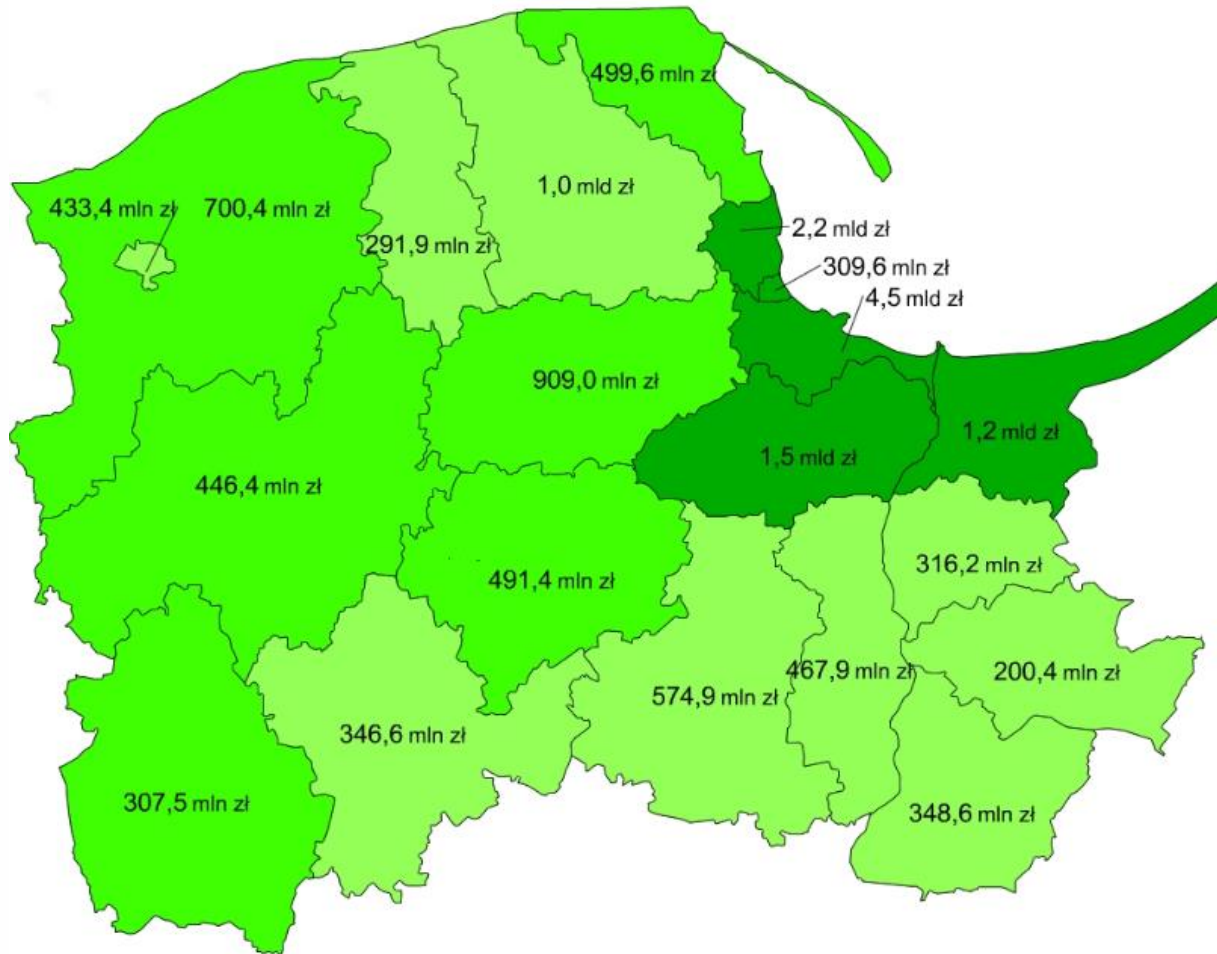 499,6 mln zł
1,0 mld zł
433,4 mln zł
700,4 mln zł
2,2 mld zł
291,9 mln zł
309,6 mln zł
4,5 mld zł
909,0 mln zł
1,2 mld zł
1,5 mld zł
446,4 mln zł
316,2 mln zł
491,4 mln zł
467,9 mln zł
200,4 mln zł
574,9 mln zł
346,6 mln zł
307,5 mln zł
348,6 mln zł